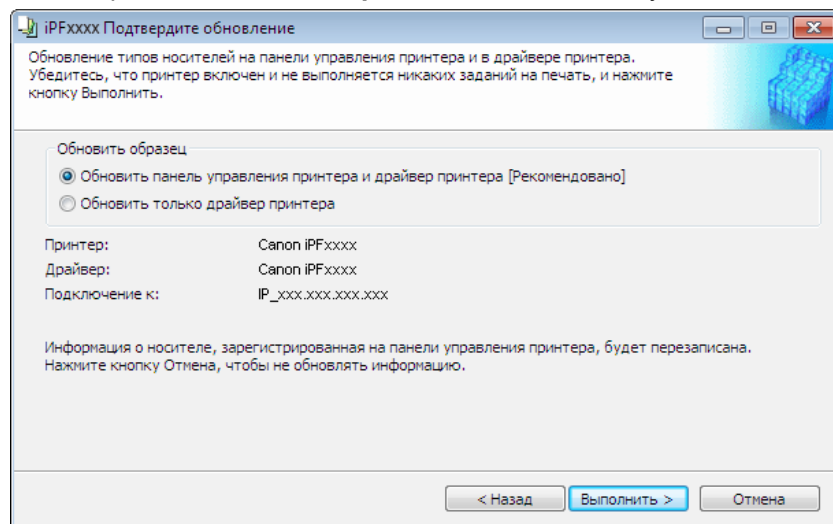 iPFxxxx Подтвердите обновление
Обновление типов носителей на панели управления принтера и в драйвере принтера.
Убедитесь, что принтер включен и не выполняется никаких заданий на печать, и нажмите
кнопку Выполнить.
Обновить образец
Обновить панель управления принтера и драйвер принтера [Рекомендовано]
Обновить только драйвер принтера
Принтер: Canon iPFxxxx
Драйвер: Canon iPFxxxx
Подключение к: IP_xxx.xxx.xxx.xxx
Информация о носителе, зарегистрированная на панели управления принтера, будет перезаписана.
Нажмите кнопку Отмена, чтобы не обновлять информацию.
< Назад Выполнить > Отмена